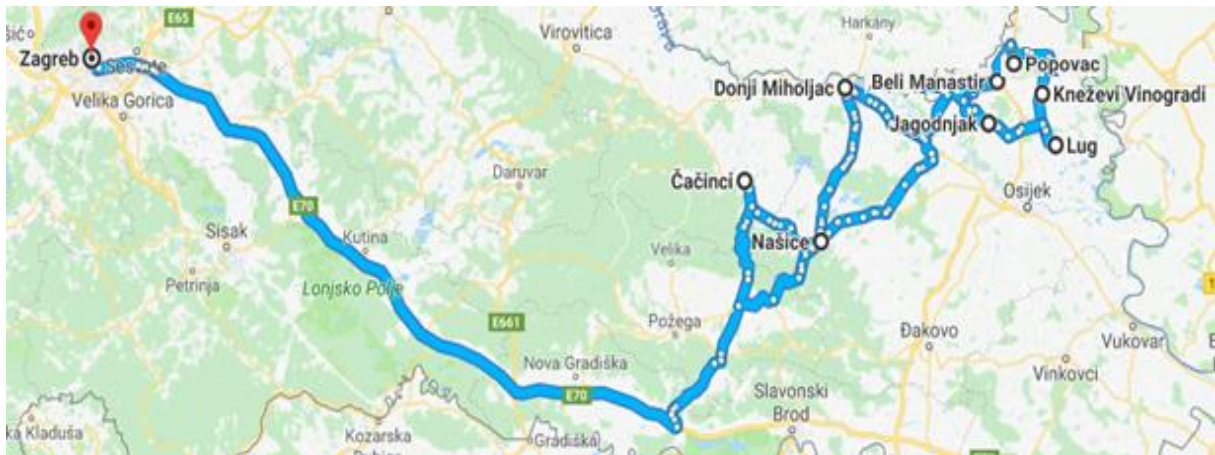 E65
Virovitica
Harkany
Zagreb
Velika Gorica
Donji Miholjac
Beli Manastir
Popovac
Kneževi Vinogradi
Jagodnjak
Lug
Čačinci
Osijek
Daruvar
E70
Sisak
Kutina
Našice
Velika
Petrinja
Lonjsko Polje
E661
Požega
Đakovo
Vukovar
Nova Gradiška
Vinkovci
E70
Slavonski
Brod
ka Kladuša
Kozarska
Gradiška